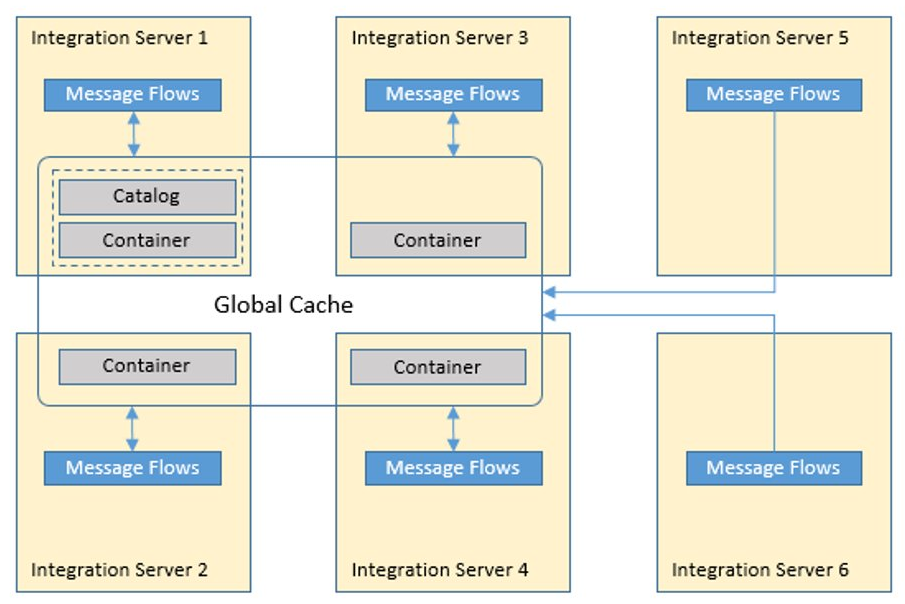 Integration Server 1
Integration Server 3
Integration Server 5
Message Flows
Message Flows
Message Flows
Catalog
Container
Container
Global Cache
Container
Container
Message Flows
Message Flows
Message Flows
Integration Server 2
Integration Server 4
Integration Server 6